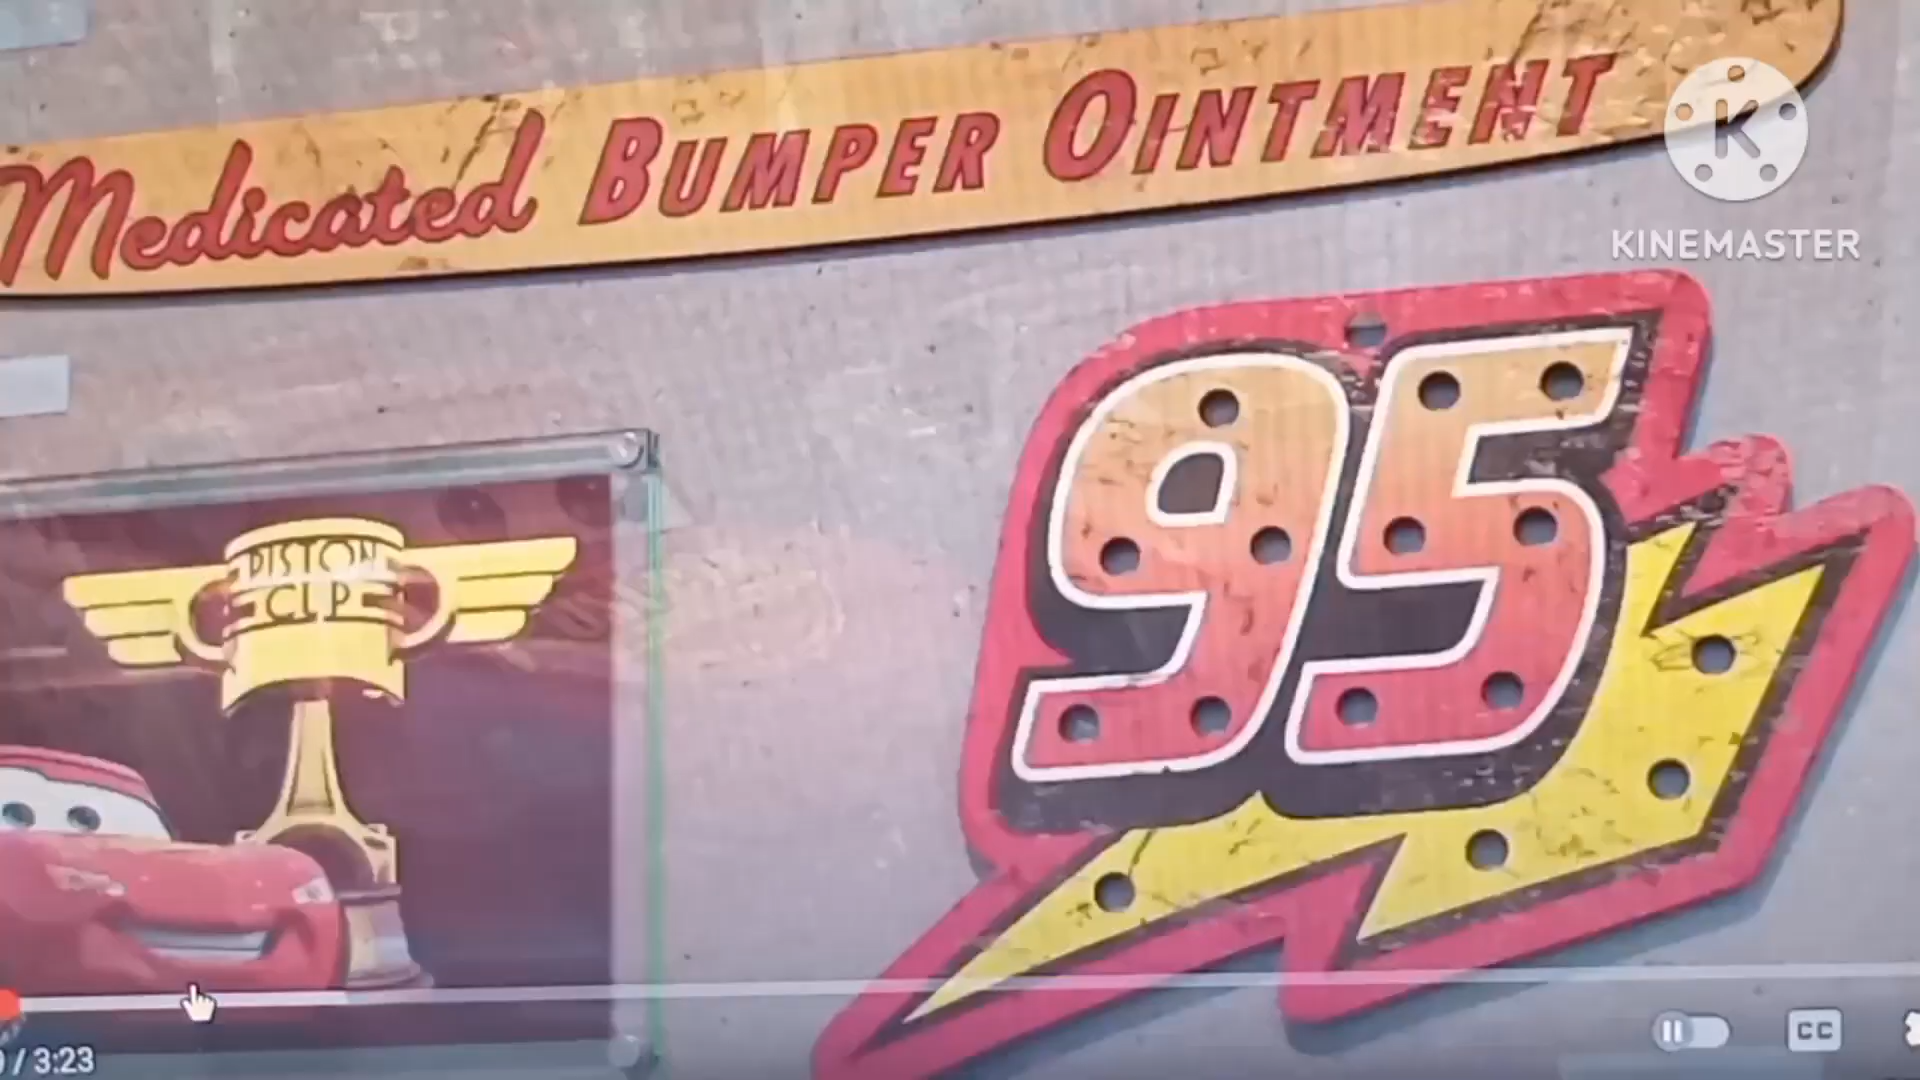 Medicated BUMPER OINTMENT
K
KINEMASTER
95
PISTON
CUP
/ 3:23
CC